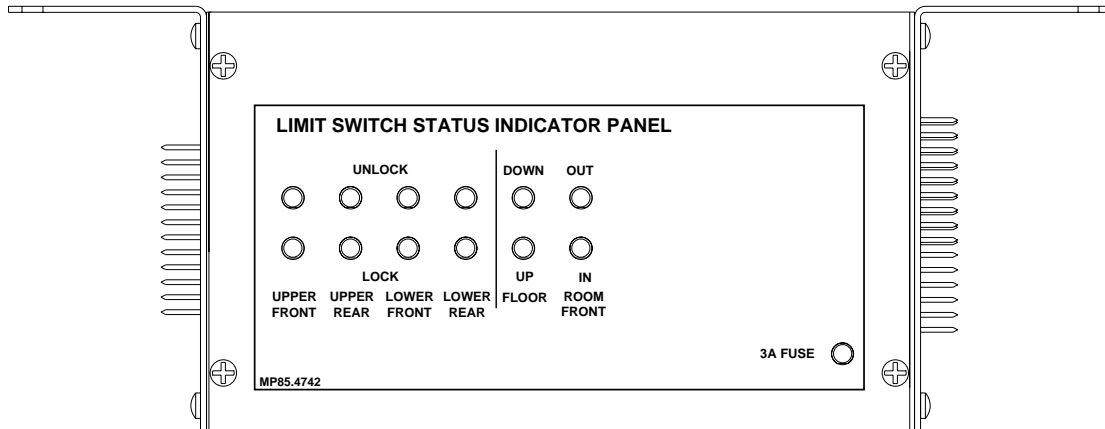 LIMIT SWITCH STATUS INDICATOR PANEL
UNLOCK
DOWN
OUT
LOCK
UP
IN
UPPER FRONT
UPPER REAR
LOWER FRONT
LOWER REAR
FLOOR
ROOM FRONT
3A FUSE
MP85.4742